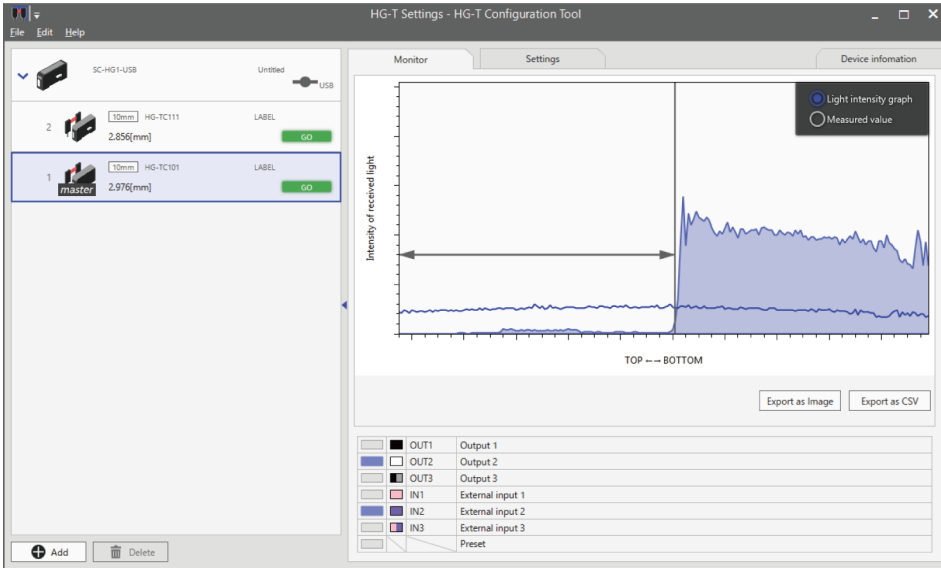 HG-T Settings - HG-T Configuration Tool
File Edit Help
SC-HG1-USB
Untitled
USB
2
10mm HG-TC111
LABEL
2.856[mm]
GO
1
master
10mm HG-TC101
LABEL
2.976[mm]
GO
Add
Delete
Monitor
Settings
Device infomation
Light intensity graph
Measured value
Intensity of received light
TOP ←→ BOTTOM
Export as Image
Export as CSV
OUT1 Output 1
OUT2 Output 2
OUT3 Output 3
IN1 External input 1
IN2 External input 2
IN3 External input 3
Preset